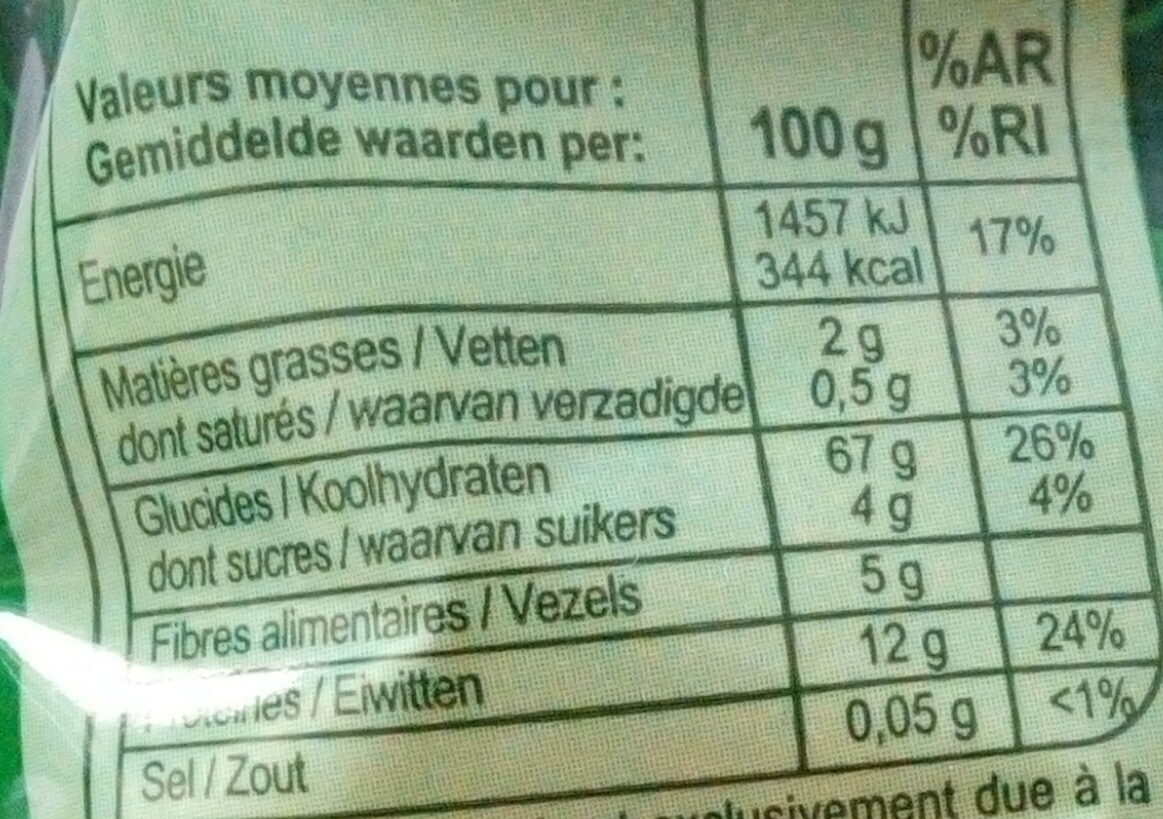 Valeurs moyennes pour :
Gemiddelde waarden per:
100 g
%AR
%RI
Energie
1457 kJ
344 kcal
17%
Matières grasses / Vetten 2 g 3%
dont saturés / waarvan verzadigde 0,5 g 3%
Glucides / Koolhydraten 67 g 26%
dont sucres / waarvan suikers 4 g 4%
Fibres alimentaires / Vezels 5 g
/ Eiwitten 12 g 24%
Sel / Zout 0,05 g <1%
due à la